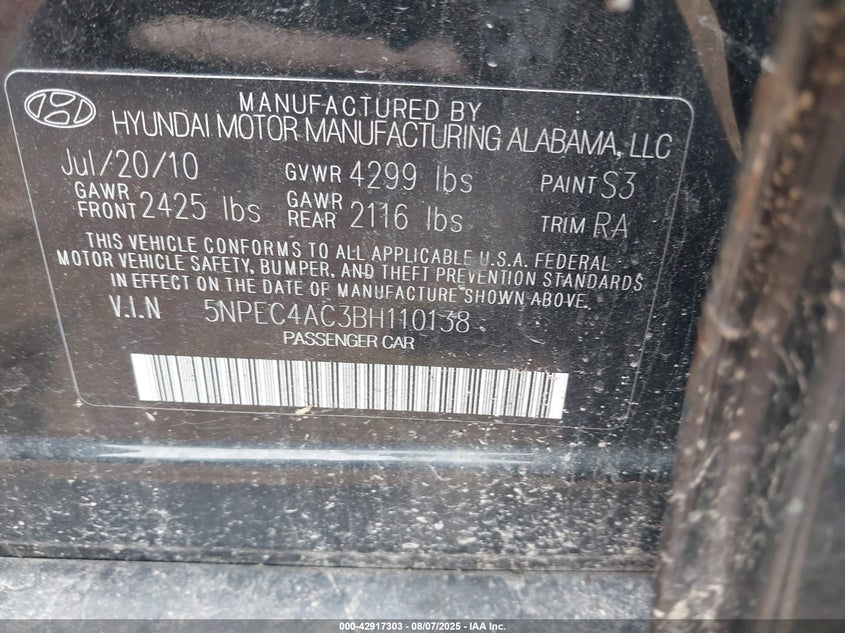 MANUFACTURED BY
HYUNDAI MOTOR MANUFACTURING ALABAMA, LLC
Jul/20/10 GVWR 4299 lbs PAINT S3
GAWR FRONT 2425 lbs GAWR REAR 2116 lbs TRIM RA
THIS VEHICLE CONFORMS TO ALL APPLICABLE U.S.A. FEDERAL
MOTOR VEHICLE SAFETY, BUMPER, AND THEFT PREVENTION STANDARDS
IN EFFECT ON THE DATE OF MANUFACTURE SHOWN ABOVE.
V.I.N 5NPEC4AC3BH110138
PASSENGER CAR
000-42917303 - 08/07/2025 - IAA Inc.